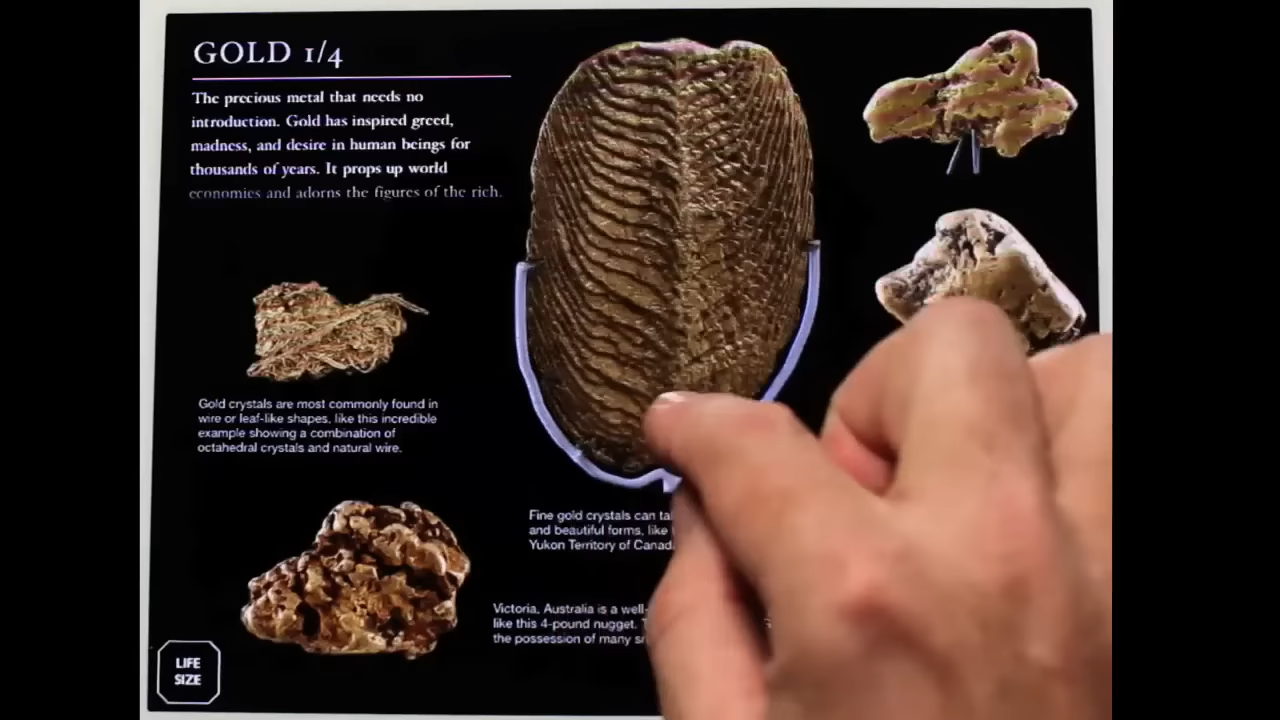 GOLD 1/4
The precious metal that needs no
introduction. Gold has inspired greed,
madness, and desire in human beings for
thousands of years. It props up world
economies and adorns the figures of the rich.
Gold crystals are most commonly found in
wire or leaf-like shapes, like this incredible
example showing a combination of
octahedral crystals and natural wire.
Fine gold crystals can
and beautiful forms, like
Yukon Territory of
Victoria, Australia is a
like this 4-pound nugget.
the possession of many
LIFE
SIZE